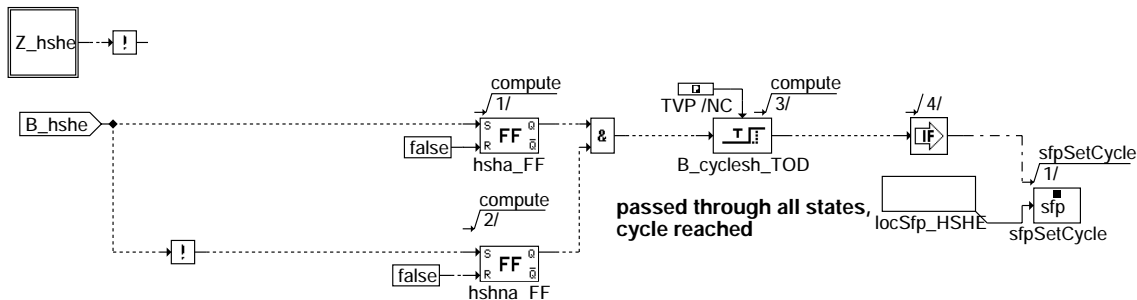 Z_hshe
!
compute
1/
B_hshe
S
Q
FF
R
Q
false
hsha_FF
&
TVP /NC
compute
3/
T
B_cyclesh_TOD
4/
IF
sfpSetCycle
1/
sfp
sfpSetCycle
locSfp_HSHE
passed through all states,
cycle reached
compute
2/
!
S
Q
FF
R
Q
false
hshna_FF